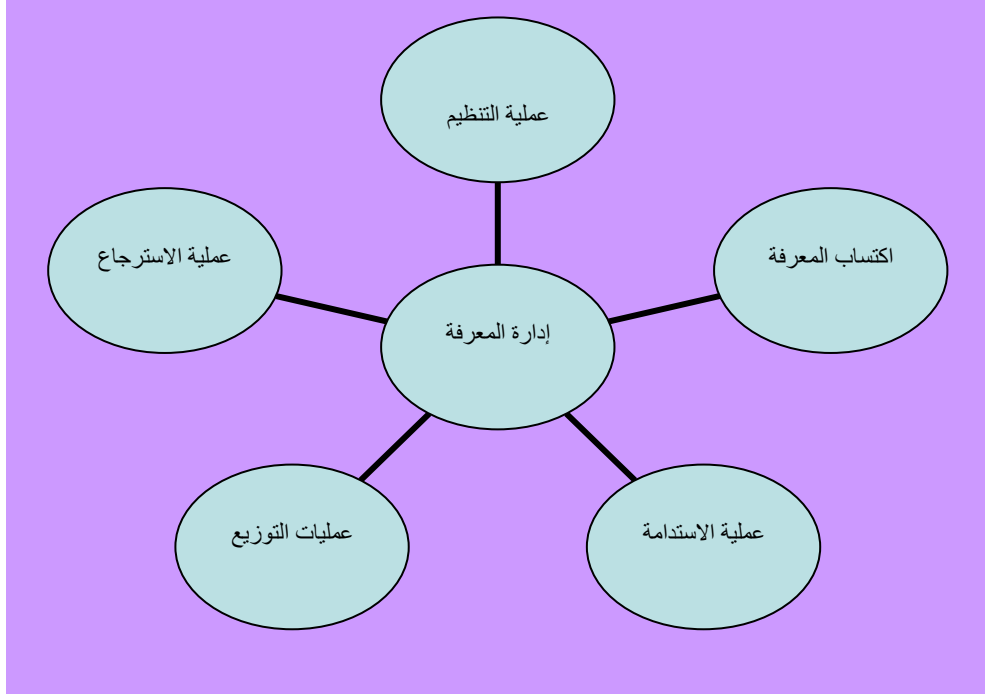 عملية التنظيم
اكتساب المعرفة
عملية الاسترجاع
إدارة المعرفة
عملية الاستدامة
عمليات التوزيع